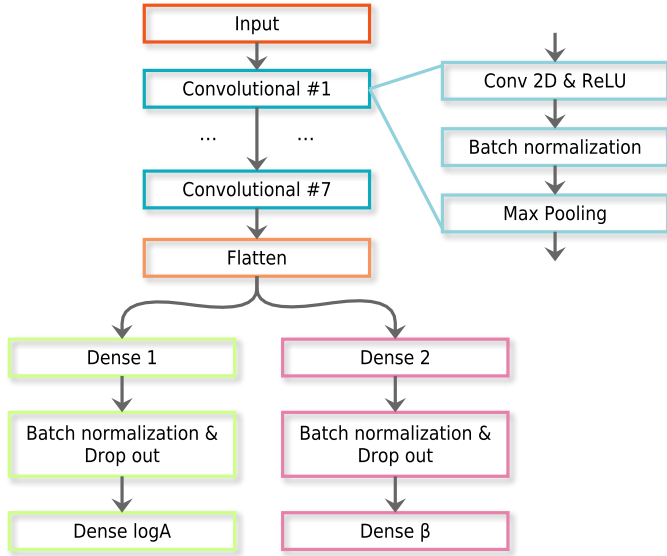 Input
Convolutional #1
... ...
Convolutional #7
Flatten
Conv 2D & ReLU
Batch normalization
Max Pooling
Dense 1
Batch normalization &
Drop out
Dense logA
Dense 2
Batch normalization &
Drop out
Dense β